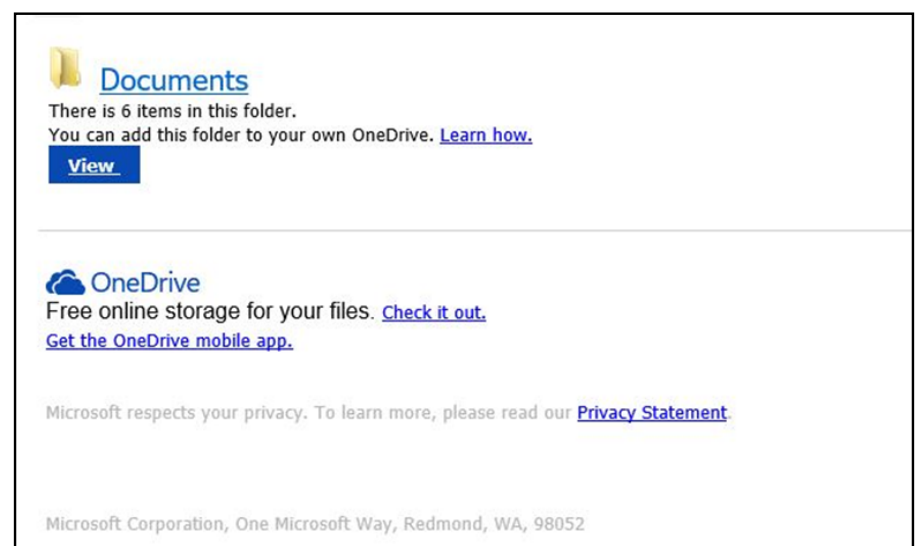 Documents
There is 6 items in this folder.
You can add this folder to your own OneDrive. Learn how.
View
OneDrive
Free online storage for your files. Check it out.
Get the OneDrive mobile app.
Microsoft respects your privacy. To learn more, please read our Privacy Statement.
Microsoft Corporation, One Microsoft Way, Redmond, WA, 98052